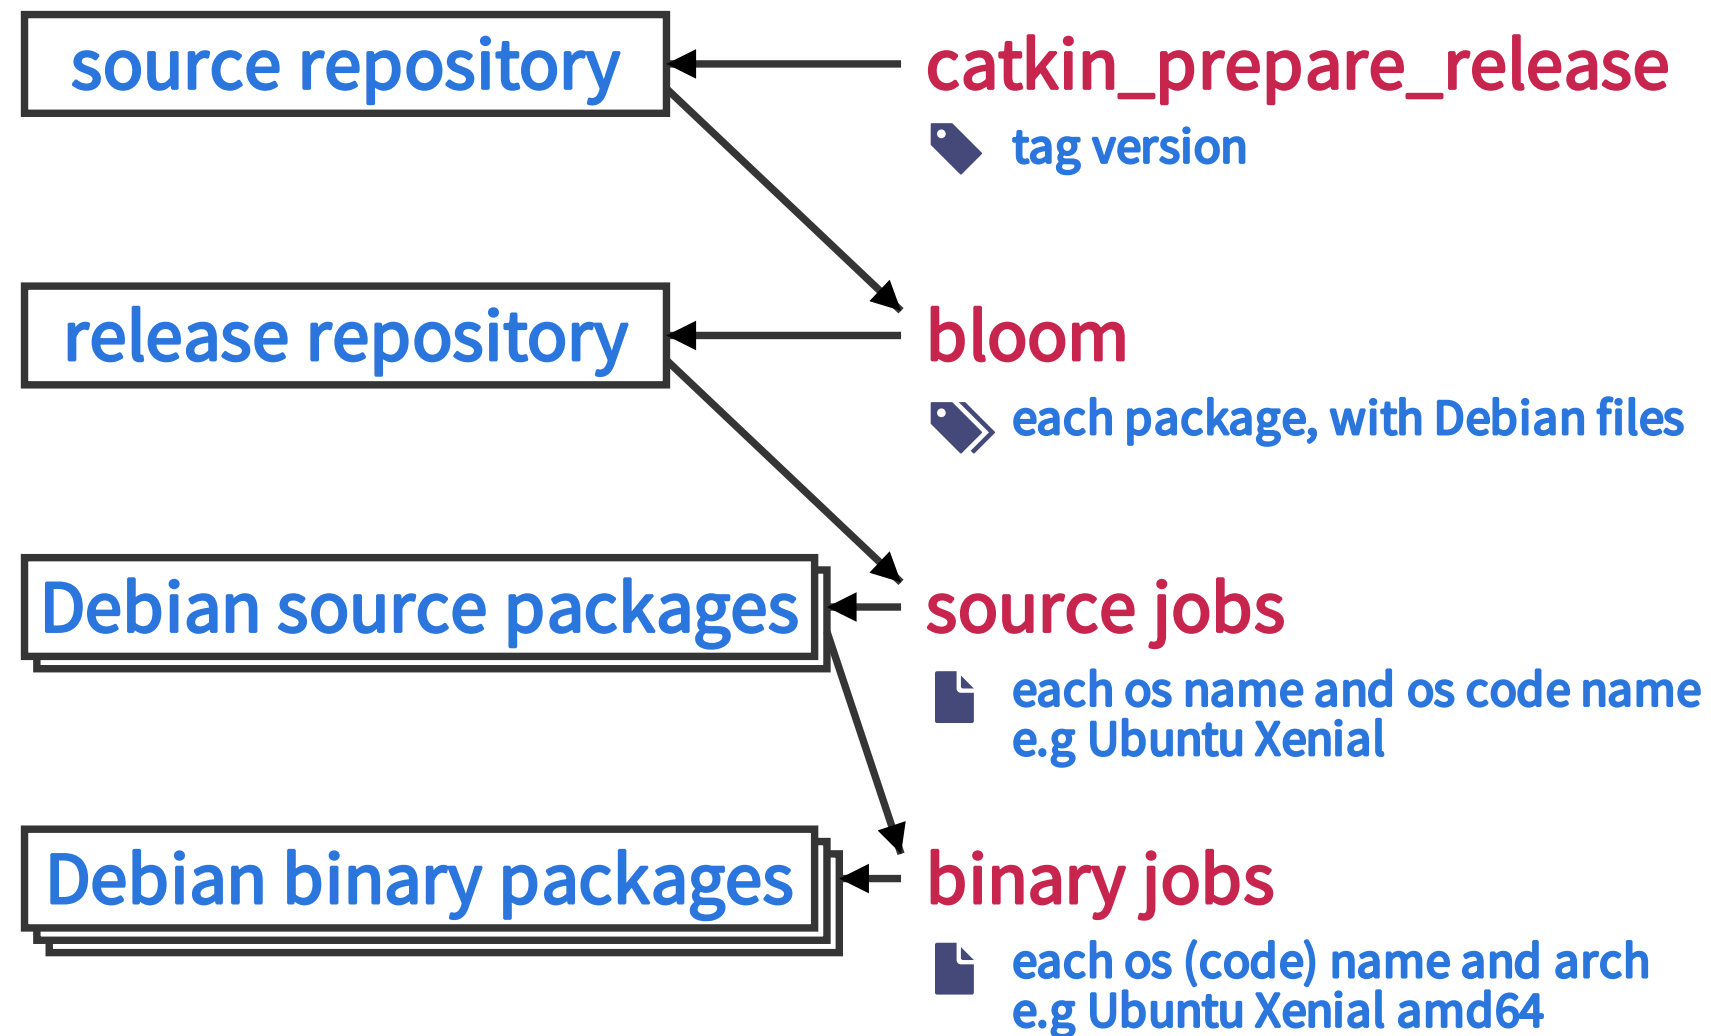 source repository
catkin_prepare_release
tag version
release repository
bloom
each package, with Debian files
Debian source packages
source jobs
each os name and os code name
e.g Ubuntu Xenial
Debian binary packages
binary jobs
each os (code) name and arch
e.g Ubuntu Xenial amd64